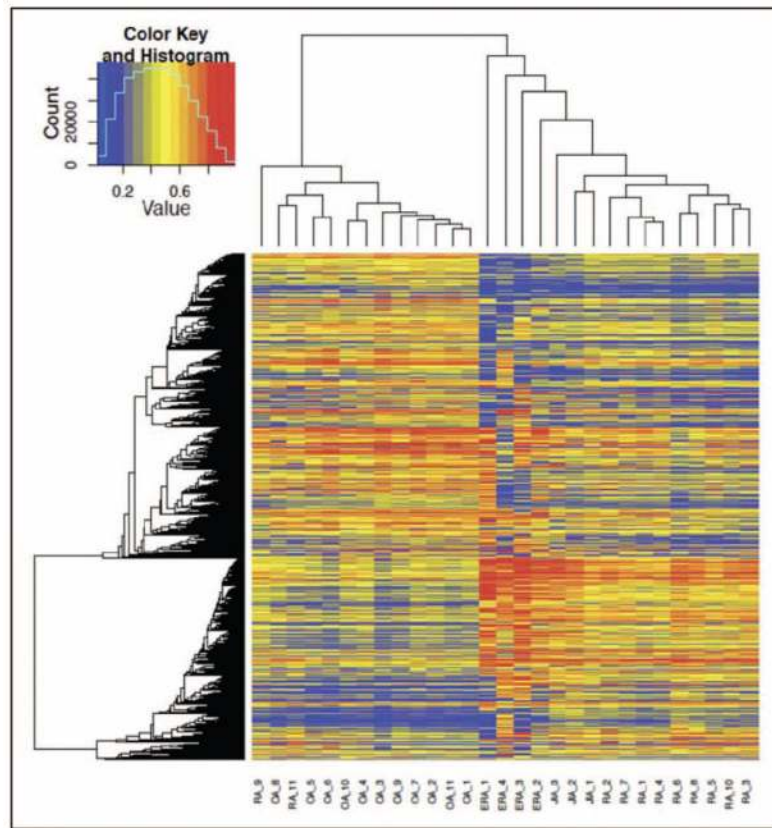 Color Key
and Histogram
Count
0 20000
0.2 0.6
Value
RA_9 OA_8 RA_11 OA_5 OA_6 OA_10 OA_4 OA_3 OA_9 OA_7 OA_2 OA_11 OA_1 ERA_1 ERA_4 ERA_3 ERA_2 JIA_3 JIA_2 JIA_1 RA_2 RA_7 RA_1 RA_4 RA_6 RA_8 RA_5 RA_10 RA_3